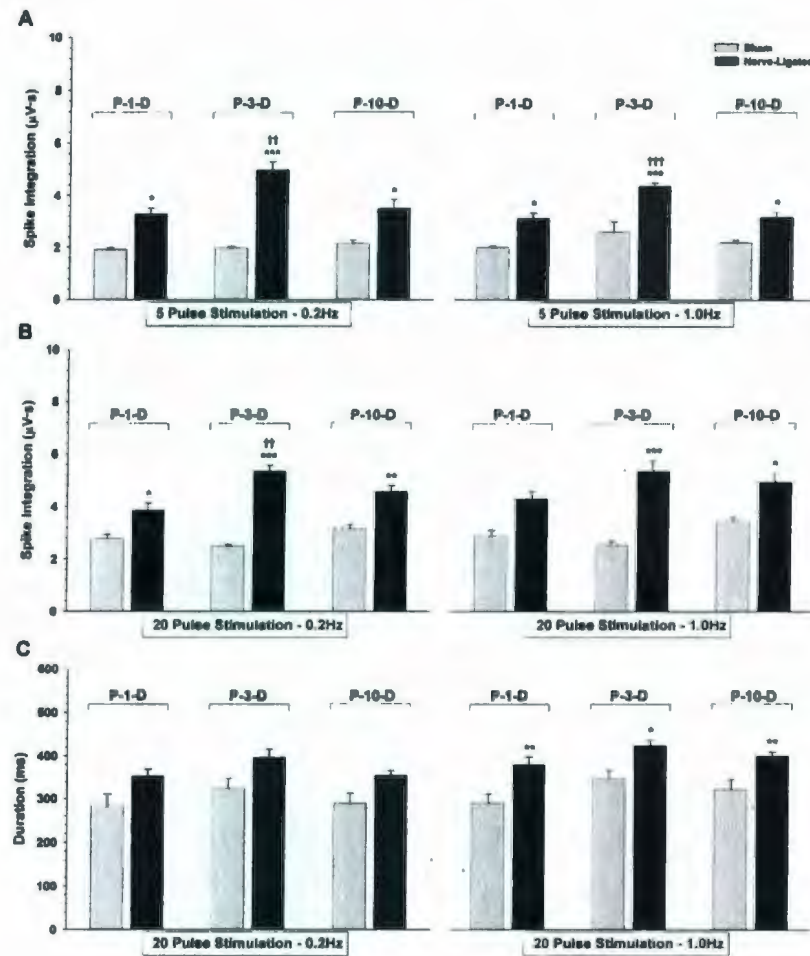 A
10
8
6
4
2
0
Spike Integration (µV·s)
Sham
Nerve-Ligated
P-1-D
P-3-D
P-10-D
P-1-D
P-3-D
P-10-D
*
††
***
*
*
†††
***
*
5 Pulse Stimulation - 0.2Hz
5 Pulse Stimulation - 1.0Hz
B
10
8
6
4
2
0
Spike Integration (µV·s)
P-1-D
P-3-D
P-10-D
P-1-D
P-3-D
P-10-D
*
††
***
**
***
*
20 Pulse Stimulation - 0.2Hz
20 Pulse Stimulation - 1.0Hz
C
600
500
400
300
200
100
0
Duration (ms)
P-1-D
P-3-D
P-10-D
P-1-D
P-3-D
P-10-D
**
*
**
20 Pulse Stimulation - 0.2Hz
20 Pulse Stimulation - 1.0Hz